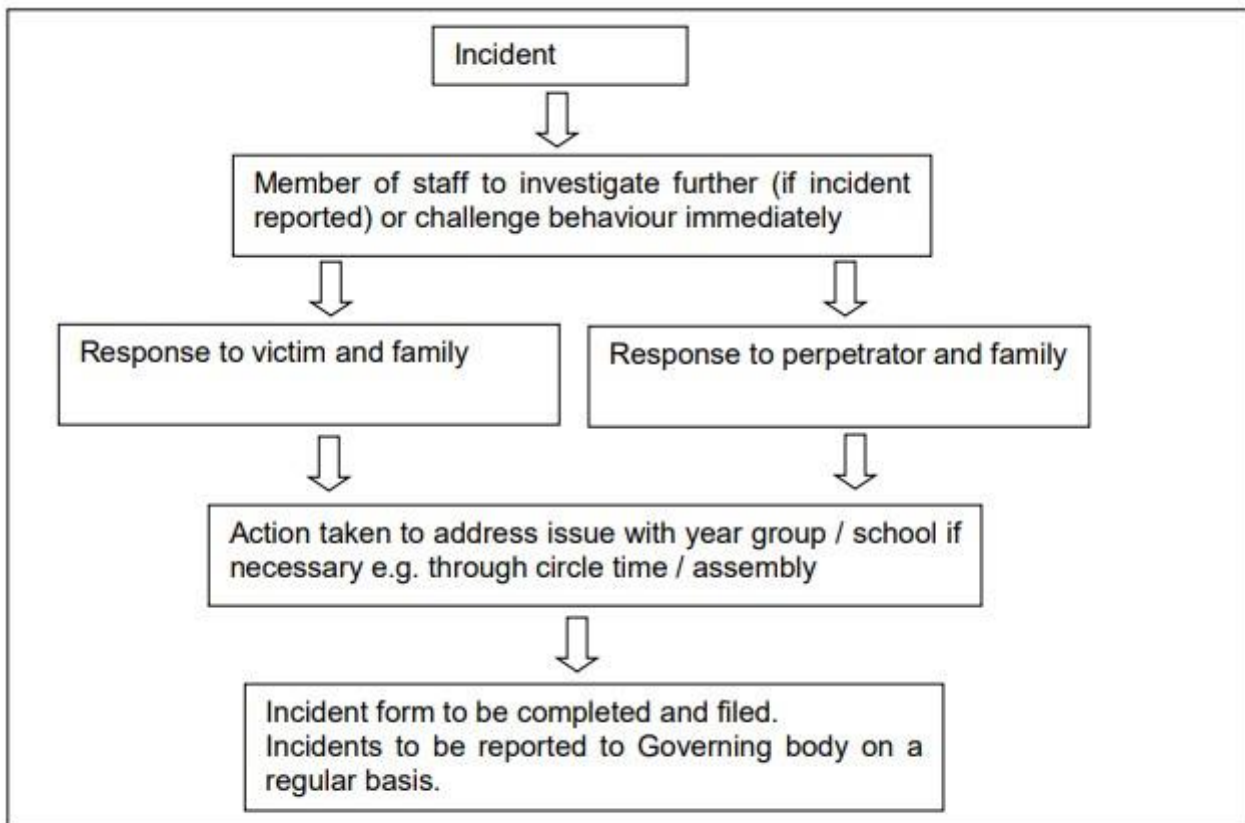 Incident
Member of staff to investigate further (if incident
reported) or challenge behaviour immediately
Response to victim and family
Response to perpetrator and family
Action taken to address issue with year group / school if
necessary e.g. through circle time / assembly
Incident form to be completed and filed.
Incidents to be reported to Governing body on a
regular basis.